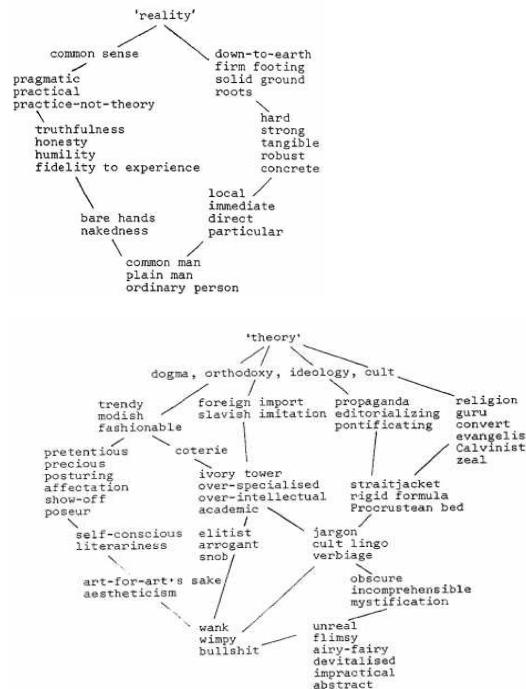 'reality'
common sense
pragmatic
practical
practice-not-theory
down-to-earth
firm footing
solid ground
roots
truthfulness
honesty
humility
fidelity to experience
hard
strong
tangible
robust
concrete
bare hands
nakedness
local
immediate
direct
particular
common man
plain man
ordinary person
'theory'
dogma, orthodoxy, ideology, cult
trendy
modish
fashionable
foreign import
slavish imitation
propaganda
editorializing
pontificating
religion
guru
convert
evangelis
Calvinist
zeal
pretentious
precious
posturing
affectation
show-off
poseur
coterie
ivory tower
over-specialised
over-intellectual
academic
straitjacket
rigid formula
Procrustean bed
self-conscious
literariness
elitist
arrogant
snob
jargon
cult lingo
verbiage
art-for-art's sake
aestheticism
obscure
incomprehensible
mystification
wank
wimpy
bullshit
unreal
flimsy
airy-fairy
devitalised
impractical
abstract